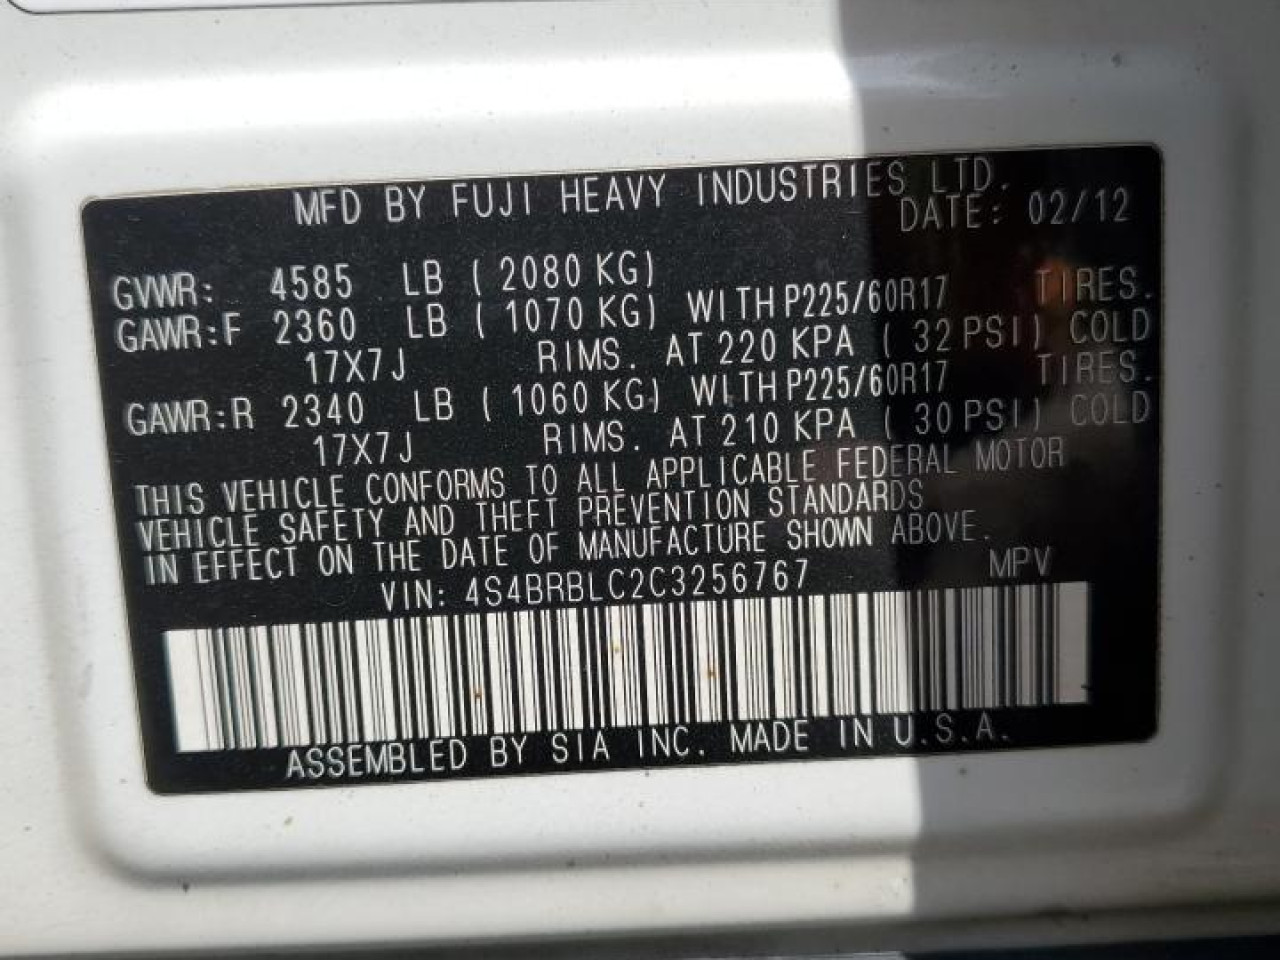 MFD BY FUJI HEAVY INDUSTRIES LTD.
DATE: 02/12
GVWR: 4585 LB ( 2080 KG)
GAWR:F 2360 LB ( 1070 KG) WITH P225/60R17 TIRES.
17X7J RIMS. AT 220 KPA ( 32 PSI) COLD
GAWR:R 2340 LB ( 1060 KG) WITH P225/60R17 TIRES.
17X7J RIMS. AT 210 KPA ( 30 PSI) COLD
THIS VEHICLE CONFORMS TO ALL APPLICABLE FEDERAL MOTOR
VEHICLE SAFETY AND THEFT PREVENTION STANDARDS
IN EFFECT ON THE DATE OF MANUFACTURE SHOWN ABOVE.
VIN: 4S4BRBLC2C3256767 MPV
ASSEMBLED BY SIA INC. MADE IN U.S.A.